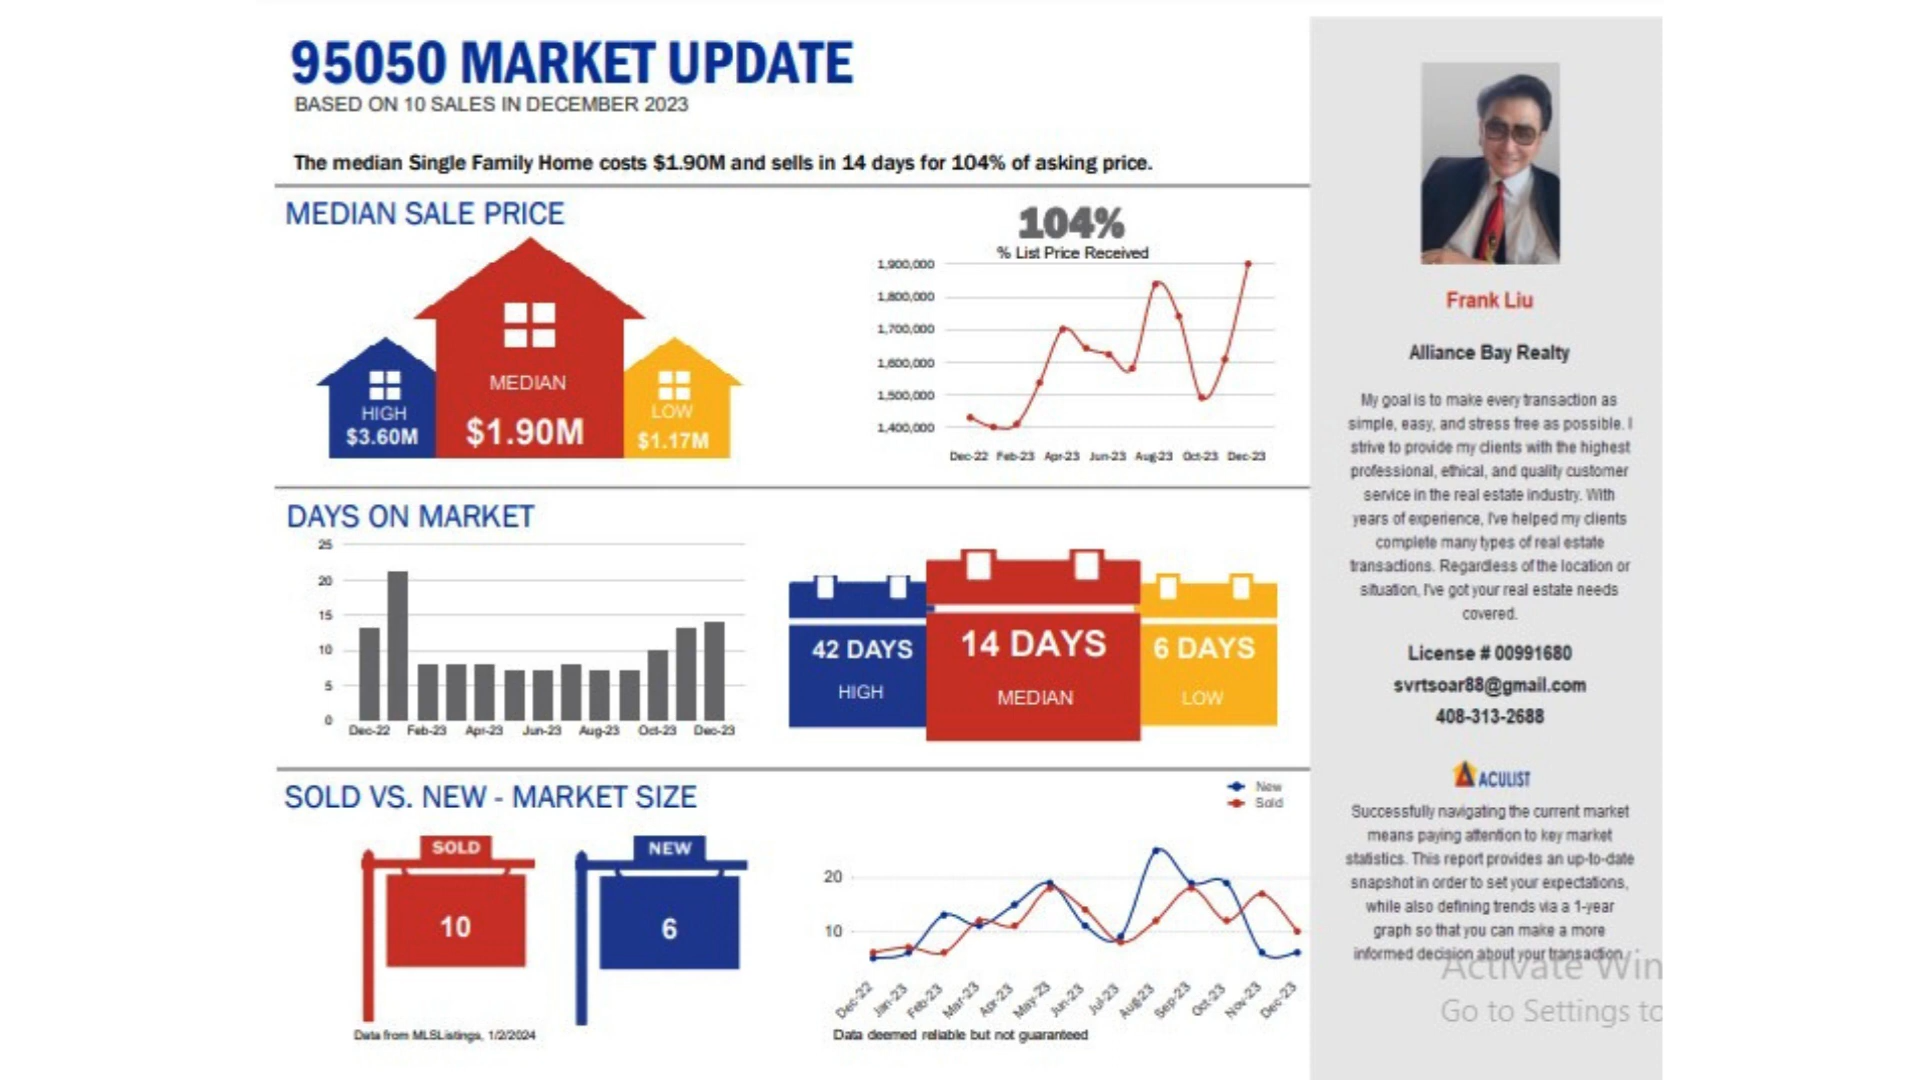 95050 MARKET UPDATE
BASED ON 10 SALES IN DECEMBER 2023
The median Single Family Home costs $1.90M and sells in 14 days for 104% of asking price.
MEDIAN SALE PRICE
HIGH
$3.60M
MEDIAN
$1.90M
LOW
$1.17M
104%
% List Price Received
1,900,000
1,800,000
1,700,000
1,600,000
1,500,000
1,400,000
Dec-22 Feb-23 Apr-23 Jun-23 Aug-23 Oct-23 Dec-23
DAYS ON MARKET
25
20
15
10
5
0
Dec-22 Feb-23 Apr-23 Jun-23 Aug-23 Oct-23 Dec-23
42 DAYS
HIGH
14 DAYS
MEDIAN
6 DAYS
LOW
SOLD VS. NEW - MARKET SIZE
SOLD
10
NEW
6
New
Sold
20
10
Dec-22 Jan-23 Feb-23 Mar-23 Apr-23 May-23 Jun-23 Jul-23 Aug-23 Sep-23 Oct-23 Nov-23 Dec-23
Data from MLSListings, 1/2/2024
Data deemed reliable but not guaranteed
Frank Liu
Alliance Bay Realty
My goal is to make every transaction as
simple, easy, and stress free as possible. I
strive to provide my clients with the highest
professional, ethical, and quality customer
service in the real estate industry. With
years of experience, I've helped my clients
complete many types of real estate
transactions. Regardless of the location or
situation, I've got your real estate needs
covered.
License # 00991680
svrtsoar88@gmail.com
408-313-2688
ACULIST
Successfully navigating the current market
means paying attention to key market
statistics. This report provides an up-to-date
snapshot in order to set your expectations,
while also defining trends via a 1-year
graph so that you can make a more
informed decision about your transaction.
Activate Win
Go to Settings to